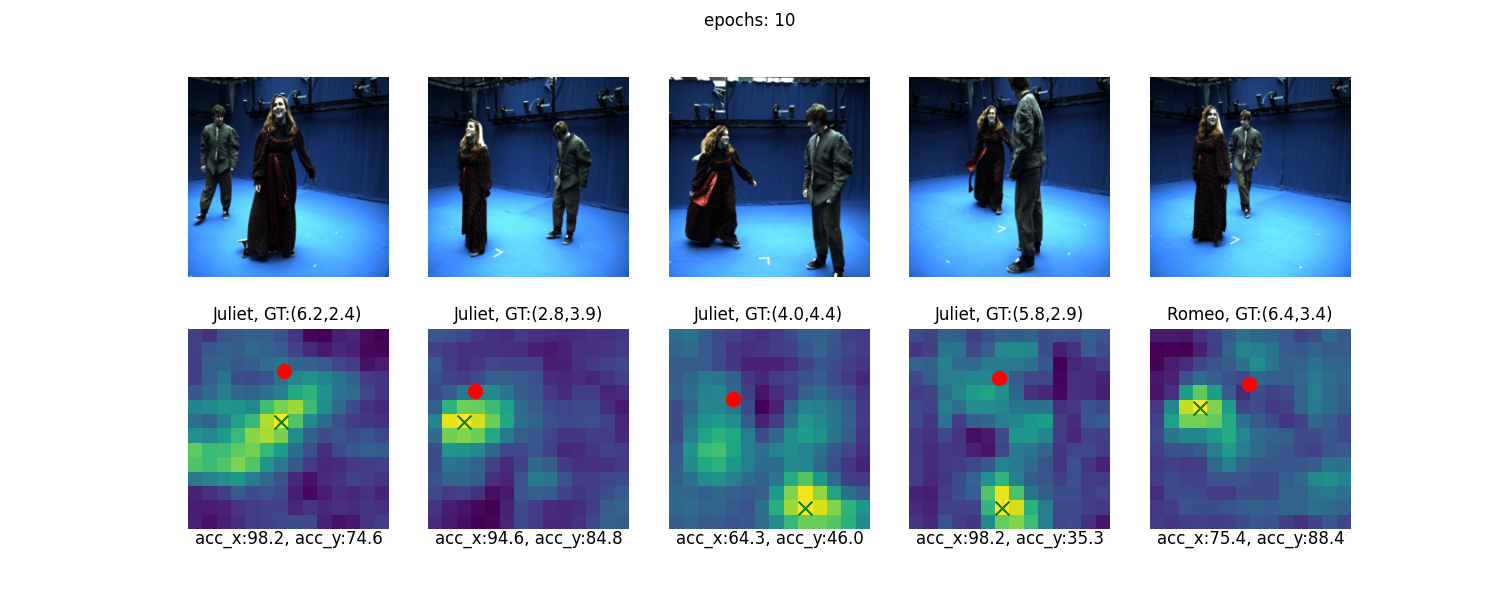 epochs: 10
Juliet, GT:(6.2,2.4)
Juliet, GT:(2.8,3.9)
Juliet, GT:(4.0,4.4)
Juliet, GT:(5.8,2.9)
Romeo, GT:(6.4,3.4)
acc_x:98.2, acc_y:74.6
acc_x:94.6, acc_y:84.8
acc_x:64.3, acc_y:46.0
acc_x:98.2, acc_y:35.3
acc_x:75.4, acc_y:88.4